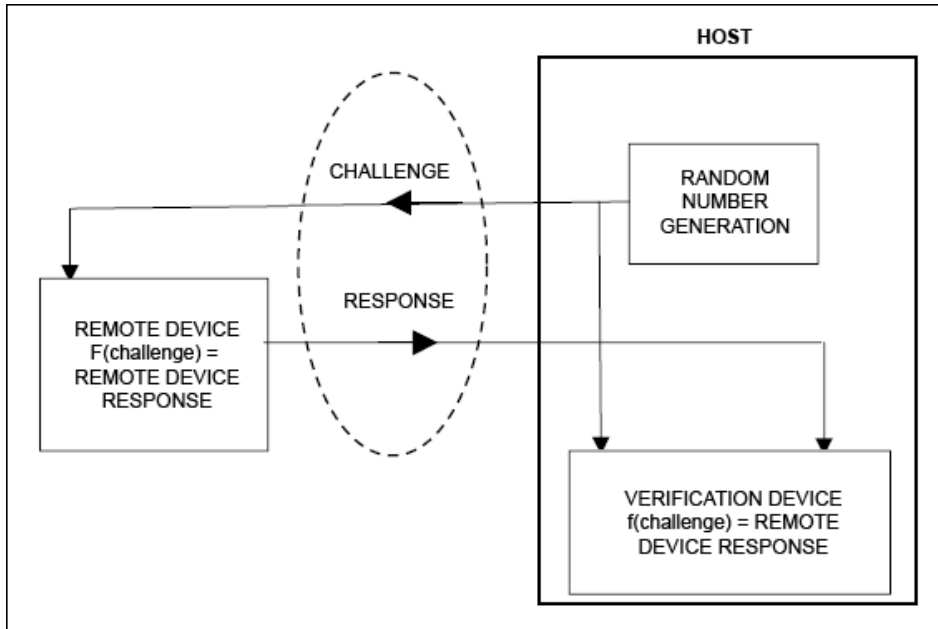 HOST
CHALLENGE
RANDOM
NUMBER
GENERATION
RESPONSE
REMOTE DEVICE
F(challenge) =
REMOTE DEVICE
RESPONSE
VERIFICATION DEVICE
f(challenge) = REMOTE
DEVICE RESPONSE